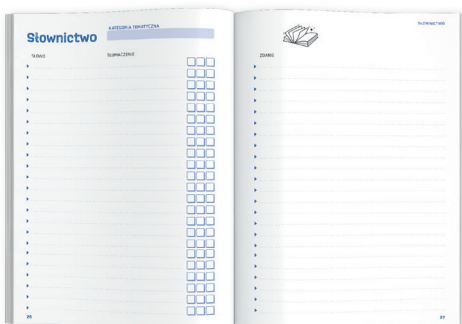 Słownictwo
KATEGORIA TEMATYCZNA
SŁOWO
TŁUMACZENIE
26
SŁOWNICTWO
ZDANIE
27